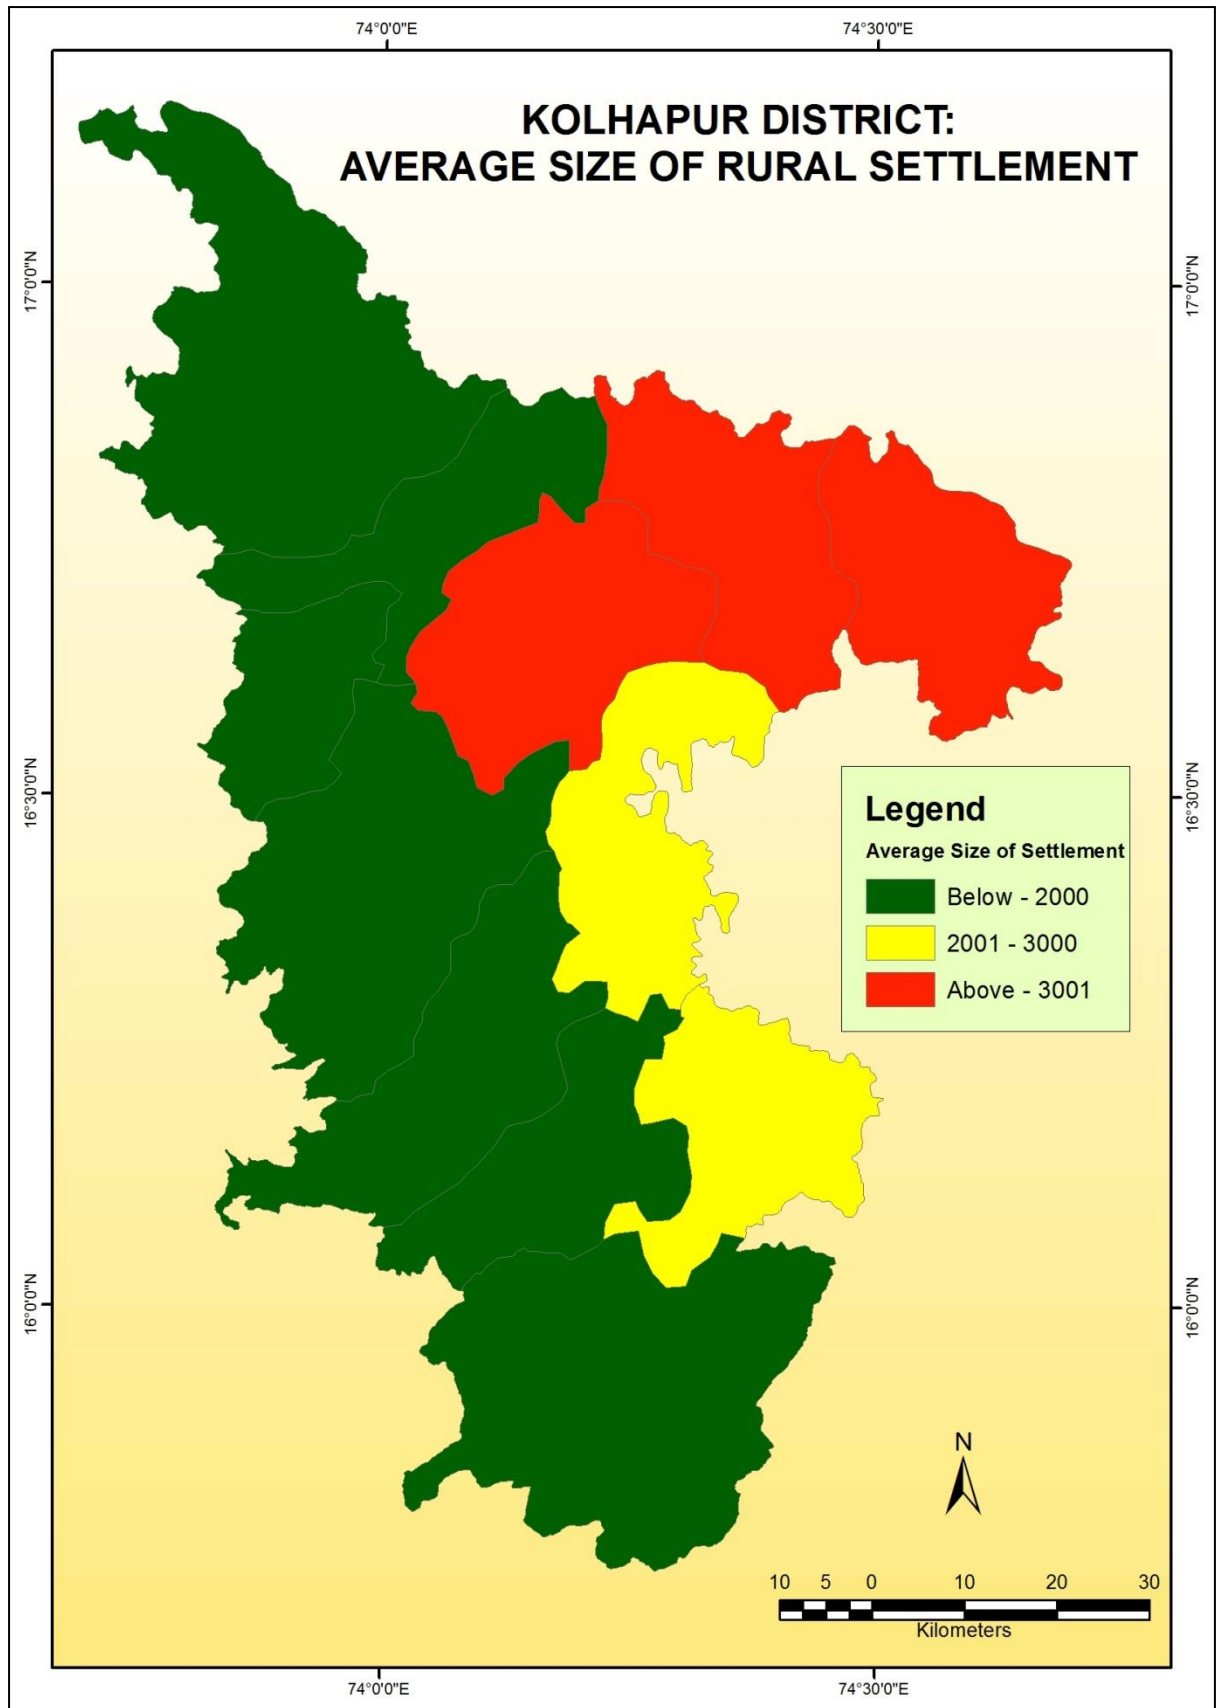 74°0'0"E 74°30'0"E
KOLHAPUR DISTRICT:
AVERAGE SIZE OF RURAL SETTLEMENT
17°0'0"N 17°0'0"N
16°30'0"N 16°30'0"N
Legend
Average Size of Settlement
Below - 2000
2001 - 3000
Above - 3001
16°0'0"N 16°0'0"N
N
10 5 0 10 20 30
Kilometers
74°0'0"E 74°30'0"E